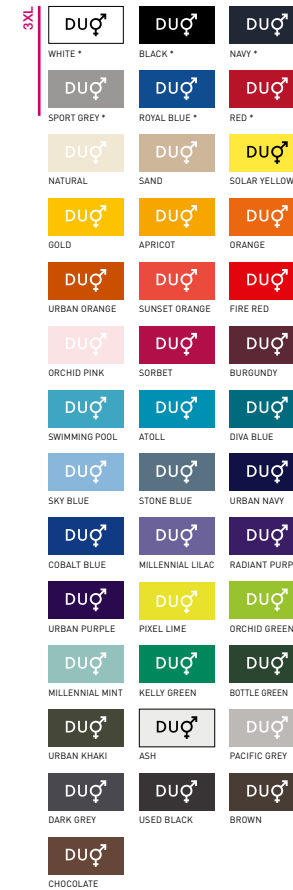 3XL
DUO DUO DUO
WHITE * BLACK * NAVY *
DUO DUO DUO
SPORT GREY * ROYAL BLUE * RED *
DUO DUO DUO
NATURAL SAND SOLAR YELLOW
DUO DUO DUO
GOLD APRICOT ORANGE
DUO DUO DUO
URBAN ORANGE SUNSET ORANGE FIRE RED
DUO DUO DUO
ORCHID PINK SORBET BURGUNDY
DUO DUO DUO
SWIMMING POOL ATOLL DIVA BLUE
DUO DUO DUO
SKY BLUE STONE BLUE URBAN NAVY
DUO DUO DUO
COBALT BLUE MILLENNIAL LILAC RADIANT PURP
DUO DUO DUO
URBAN PURPLE PIXEL LIME ORCHID GREEN
DUO DUO DUO
MILLENNIAL MINT KELLY GREEN BOTTLE GREEN
DUO DUO DUO
URBAN KHAKI ASH PACIFIC GREY
DUO DUO DUO
DARK GREY USED BLACK BROWN
DUO
CHOCOLATE